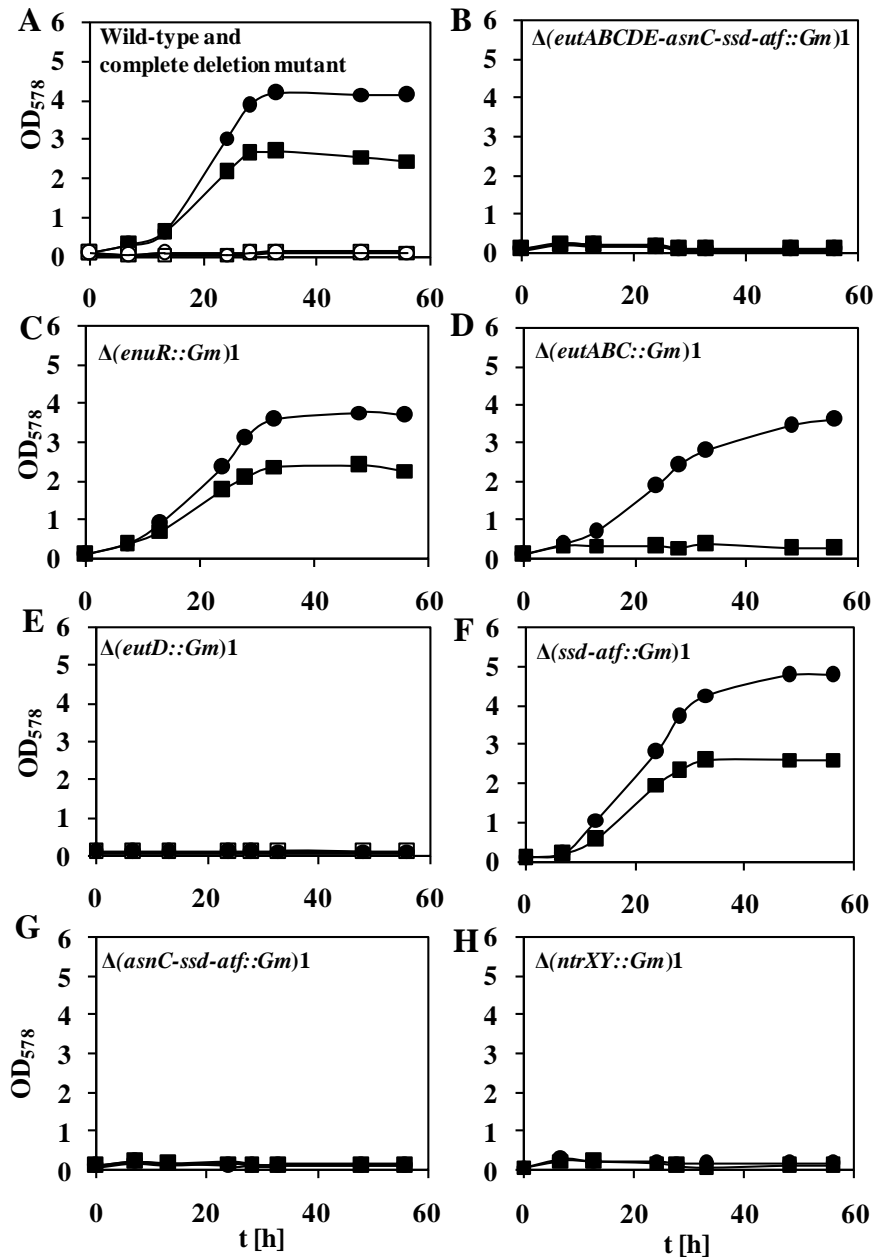 A
Wild-type and
complete deletion mutant
OD578
6
5
4
3
2
1
0
0 20 40 60
B
Δ(eutABCDE-asnC-ssd-atf::Gm)1
6
5
4
3
2
1
0
0 20 40 60
C
Δ(enuR::Gm)1
OD578
6
5
4
3
2
1
0
0 20 40 60
D
Δ(eutABC::Gm)1
6
5
4
3
2
1
0
0 20 40 60
E
Δ(eutD::Gm)1
OD578
6
5
4
3
2
1
0
0 20 40 60
F
Δ(ssd-atf::Gm)1
6
5
4
3
2
1
0
0 20 40 60
G
Δ(asnC-ssd-atf::Gm)1
OD578
6
5
4
3
2
1
0
0 20 40 60
t [h]
H
Δ(ntrXY::Gm)1
6
5
4
3
2
1
0
0 20 40 60
t [h]